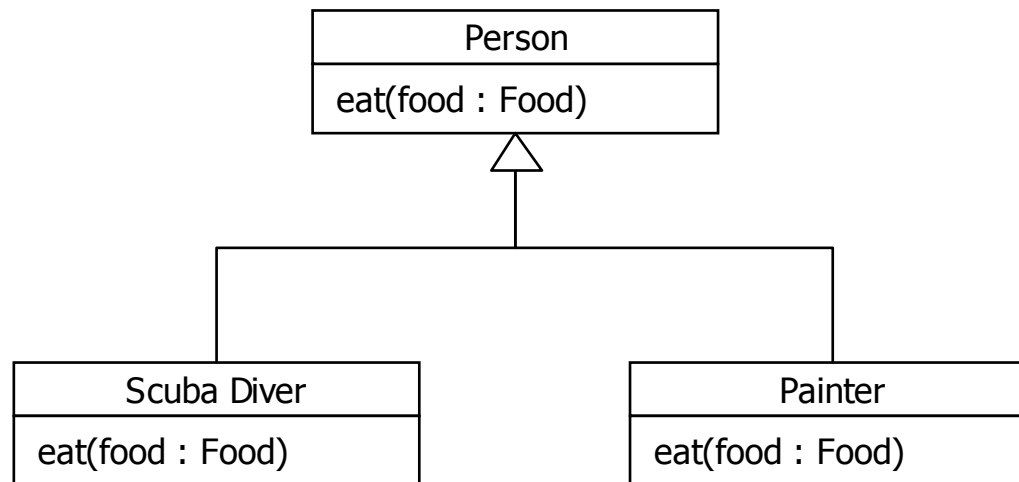 Person
eat(food : Food)
Scuba Diver
eat(food : Food)
Painter
eat(food : Food)